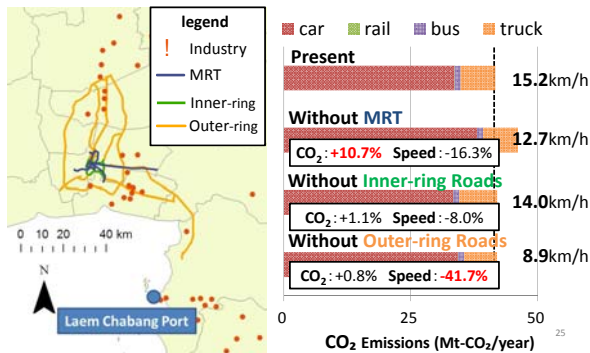 legend
! Industry
MRT
Inner-ring
Outer-ring
0 10 20 40 km
N
Laem Chabang Port
car rail bus truck
Present
15.2km/h
Without MRT
12.7km/h
CO₂:+10.7% Speed:-16.3%
Without Inner-ring Roads
14.0km/h
CO₂:+1.1% Speed:-8.0%
Without Outer-ring Roads
8.9km/h
CO₂:+0.8% Speed:-41.7%
0 25 50
CO₂ Emissions (Mt-CO₂/year)
25